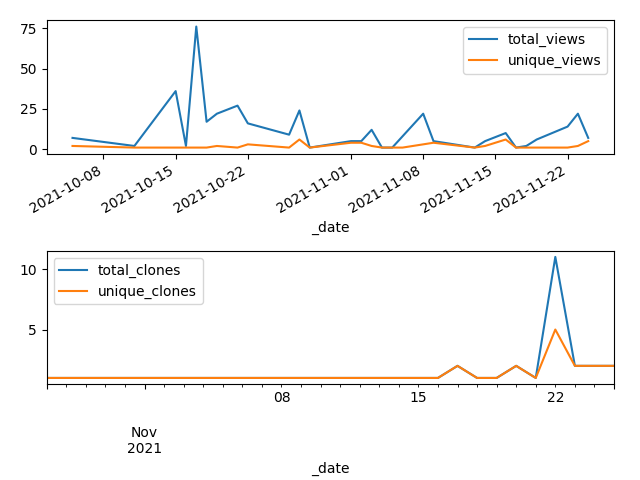 75
50
25
0
total_views
unique_views
2021-10-08
2021-10-15
2021-10-22
2021-11-01
2021-11-08
2021-11-15
2021-11-22
_date
10
5
total_clones
unique_clones
08
15
22
Nov
2021
_date